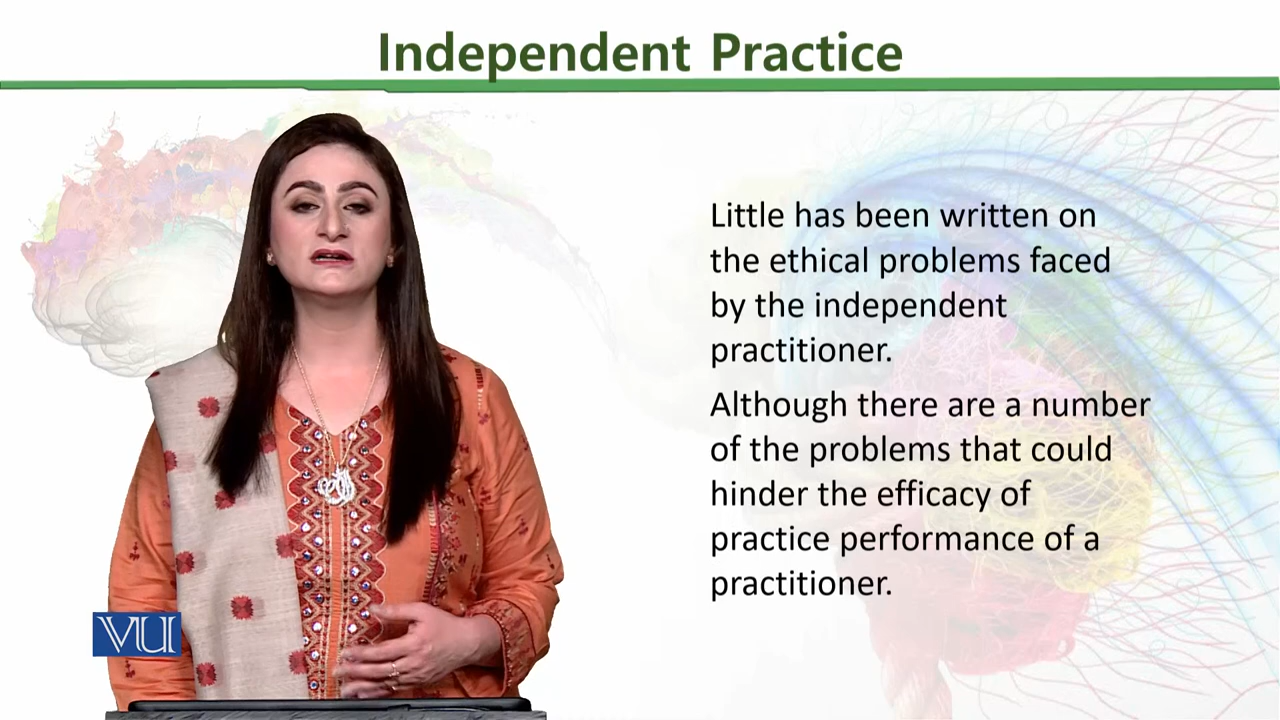 Independent Practice
Little has been written on
the ethical problems faced
by the independent
practitioner.
Although there are a number
of the problems that could
hinder the efficacy of
practice performance of a
practitioner.
VU